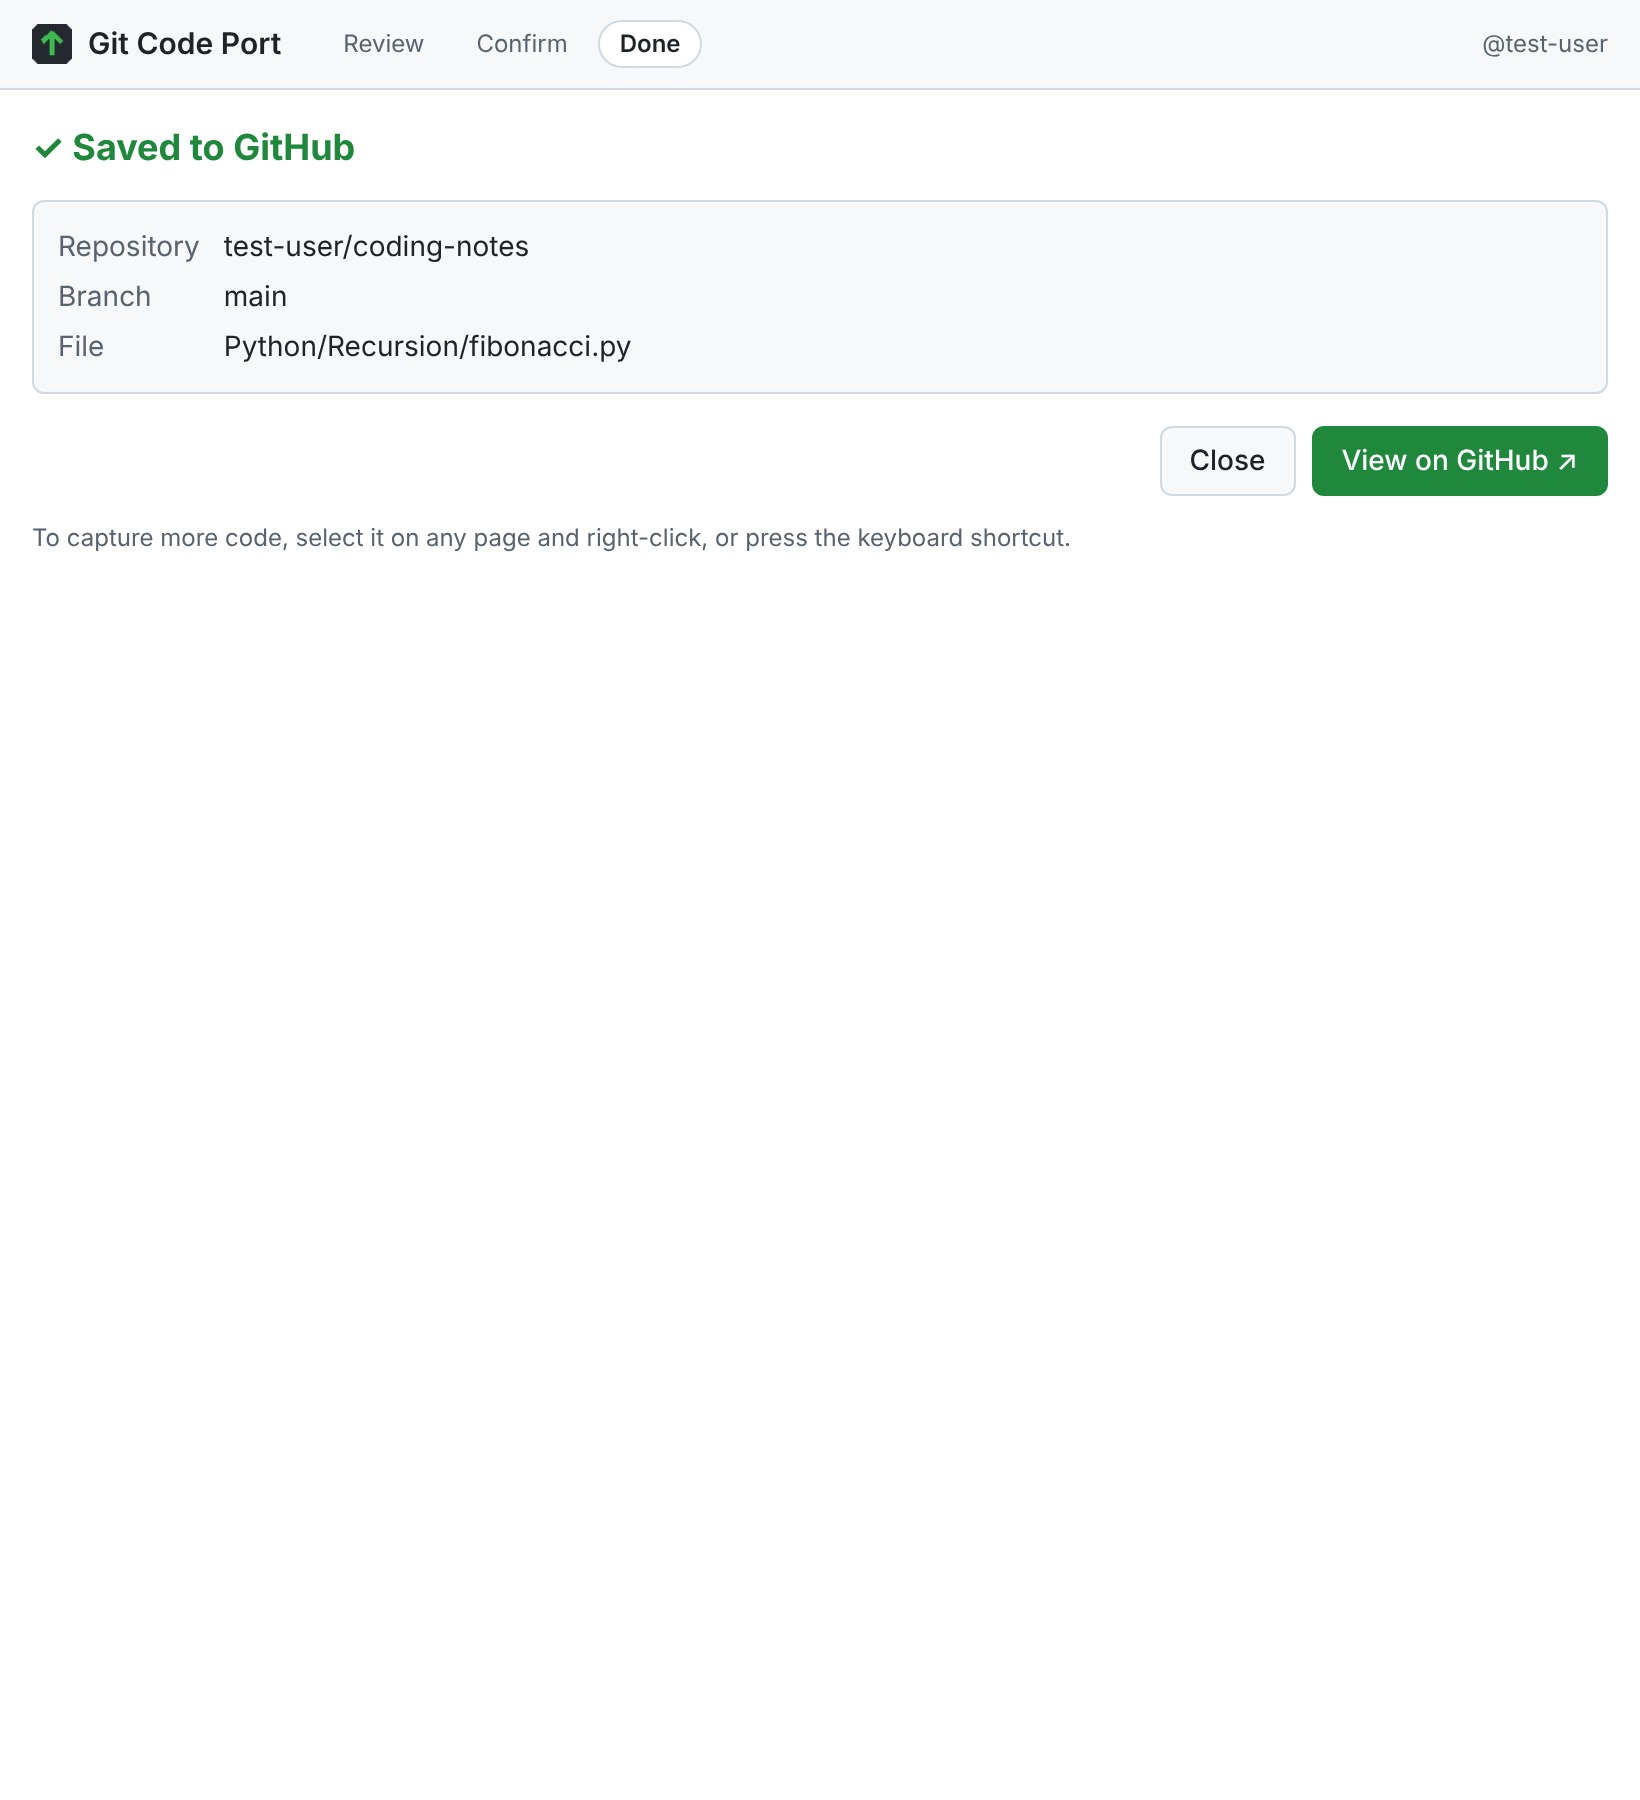 Git Code Port Review Confirm Done @test-user
✓ Saved to GitHub
Repository test-user/coding-notes
Branch main
File Python/Recursion/fibonacci.py
Close View on GitHub ↗
To capture more code, select it on any page and right-click, or press the keyboard shortcut.